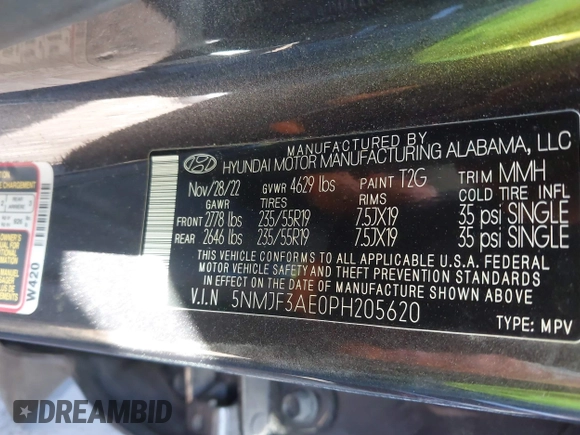 MANUFACTURED BY
HYUNDAI MOTOR MANUFACTURING ALABAMA, LLC
Nov/28/22 GVWR 4629 lbs PAINT T2G TRIM MMH
GAWR TIRES RIMS COLD TIRE INFL
FRONT 2778 lbs 235/55R19 7.5JX19 35 psi SINGLE
REAR 2646 lbs 235/55R19 7.5JX19 35 psi SINGLE
THIS VEHICLE CONFORMS TO ALL APPLICABLE U.S.A. FEDERAL
MOTOR VEHICLE SAFETY AND THEFT PREVENTION STANDARDS
IN EFFECT ON THE DATE OF MANUFACTURE SHOWN ABOVE.
V.I.N 5NMJF3AE0PH205620
TYPE: MPV
W420
DREAMBID